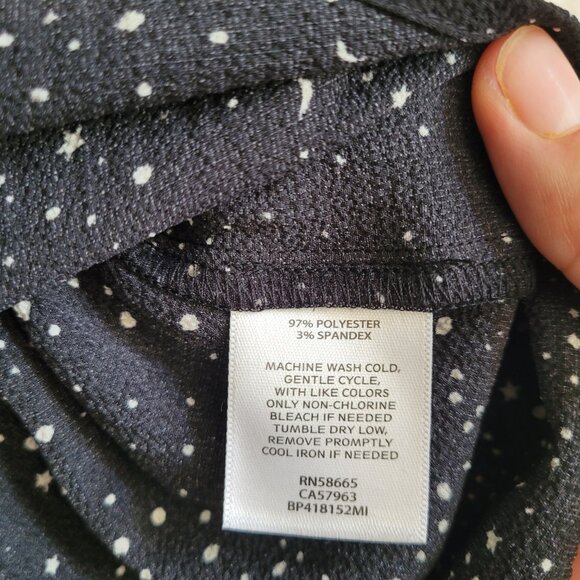 97% POLYESTER
3% SPANDEX
MACHINE WASH COLD,
GENTLE CYCLE,
WITH LIKE COLORS
ONLY NON-CHLORINE
BLEACH IF NEEDED
TUMBLE DRY LOW,
REMOVE PROMPTLY
COOL IRON IF NEEDED
RN58665
CA57963
BP418152MI